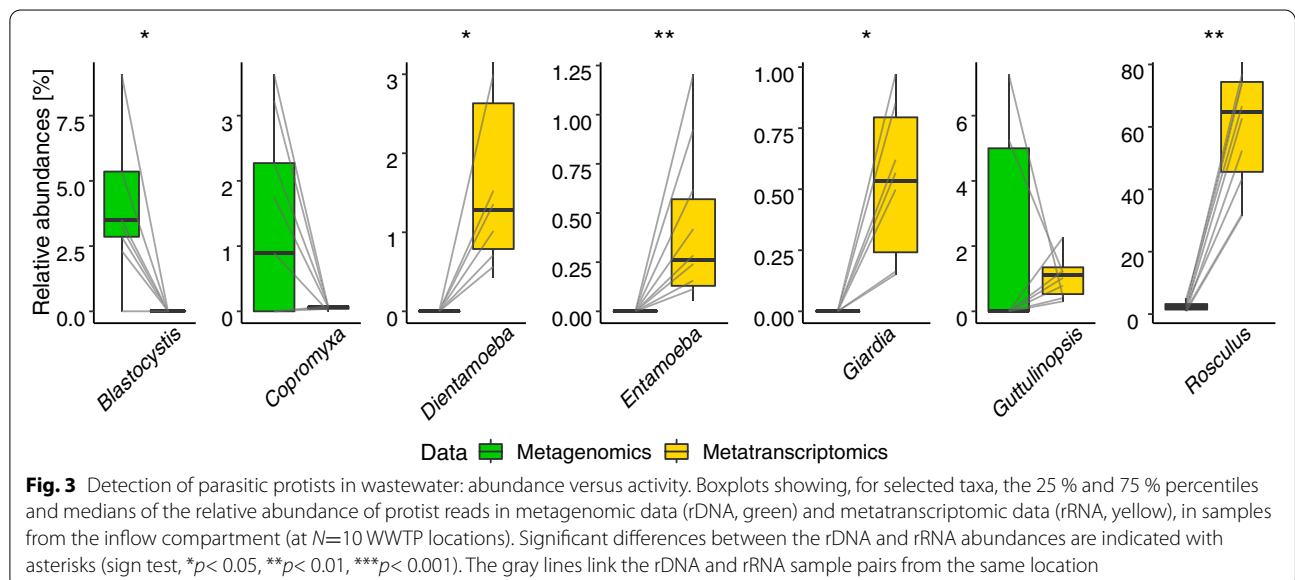 * * ** * **
Relative abundances [%]
7.5
5.0
2.5
0.0
3
2
1
0
3
2
1
0
1.25
1.00
0.75
0.50
0.25
0.00
1.00
0.75
0.50
0.25
0.00
6
4
2
0
80
60
40
20
0
Blastocystis
Copromyxa
Dientamoeba
Entamoeba
Giardia
Guttulinopsis
Rosculus
Data Metagenomics Metatranscriptomics
Fig. 3 Detection of parasitic protists in wastewater: abundance versus activity. Boxplots showing, for selected taxa, the 25 % and 75 % percentiles
and medians of the relative abundance of protist reads in metagenomic data (rDNA, green) and metatranscriptomic data (rRNA, yellow), in samples
from the inflow compartment (at N=10 WWTP locations). Significant differences between the rDNA and rRNA abundances are indicated with
asterisks (sign test, *p< 0.05, **p< 0.01, ***p< 0.001). The gray lines link the rDNA and rRNA sample pairs from the same location